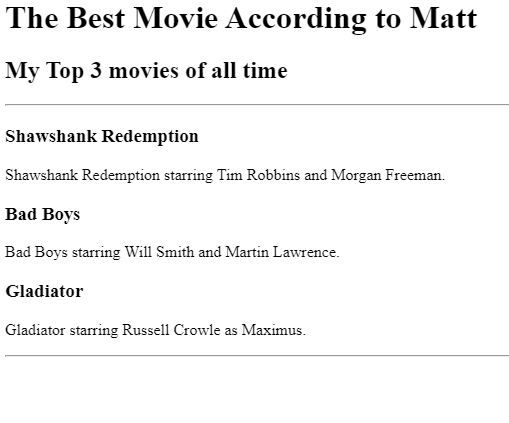 The Best Movie According to Matt
My Top 3 movies of all time
Shawshank Redemption
Shawshank Redemption starring Tim Robbins and Morgan Freeman.
Bad Boys
Bad Boys starring Will Smith and Martin Lawrence.
Gladiator
Gladiator starring Russell Crowle as Maximus.